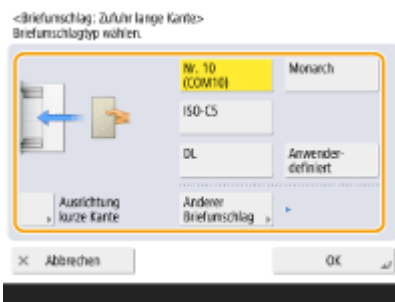 <Briefumschlag: Zufuhr lange Kante>
Briefumschlagtyp wählen.
Nr. 10
(COM10)
Monarch
ISO-C5
DL
Anwender-
definiert
Ausrichtung
kurze Kante
Anderer
Briefumschlag
Abbrechen
OK